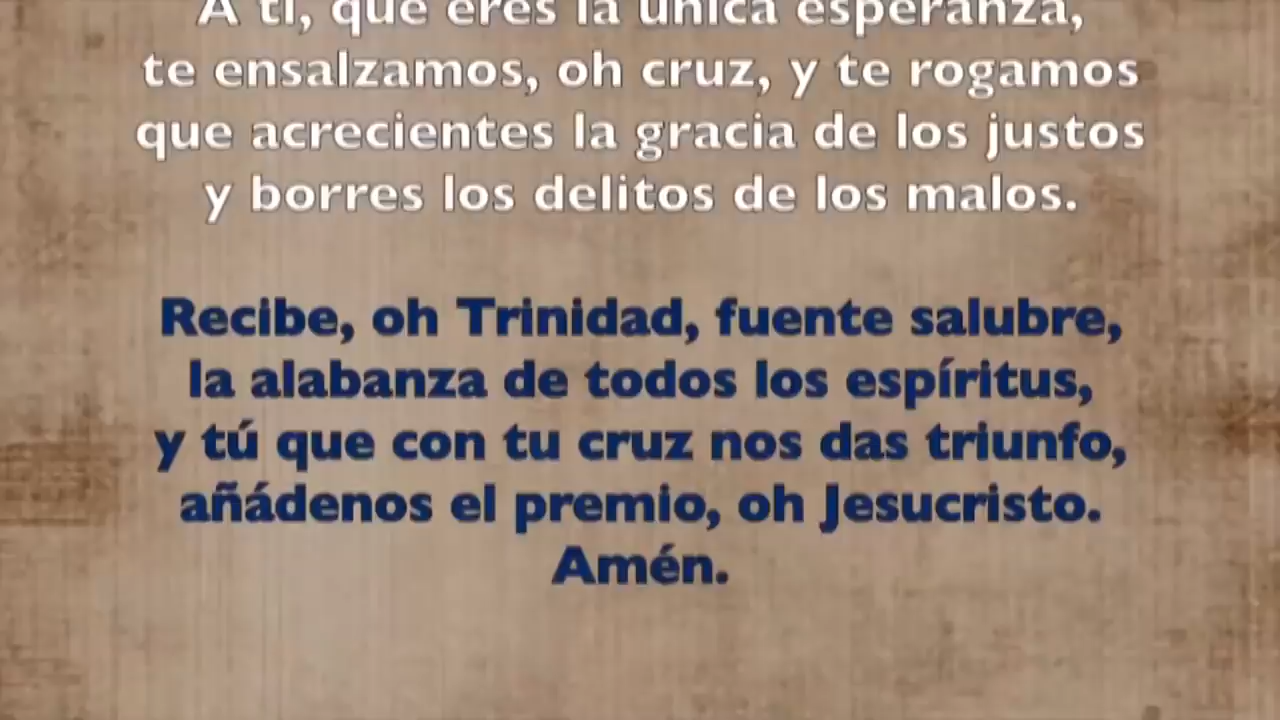 A ti, que eres la única esperanza,
te ensalzamos, oh cruz, y te rogamos
que acrecientes la gracia de los justos
y borres los delitos de los malos.
Recibe, oh Trinidad, fuente salubre,
la alabanza de todos los espíritus,
y tú que con tu cruz nos das triunfo,
añádenos el premio, oh Jesucristo.
Amén.